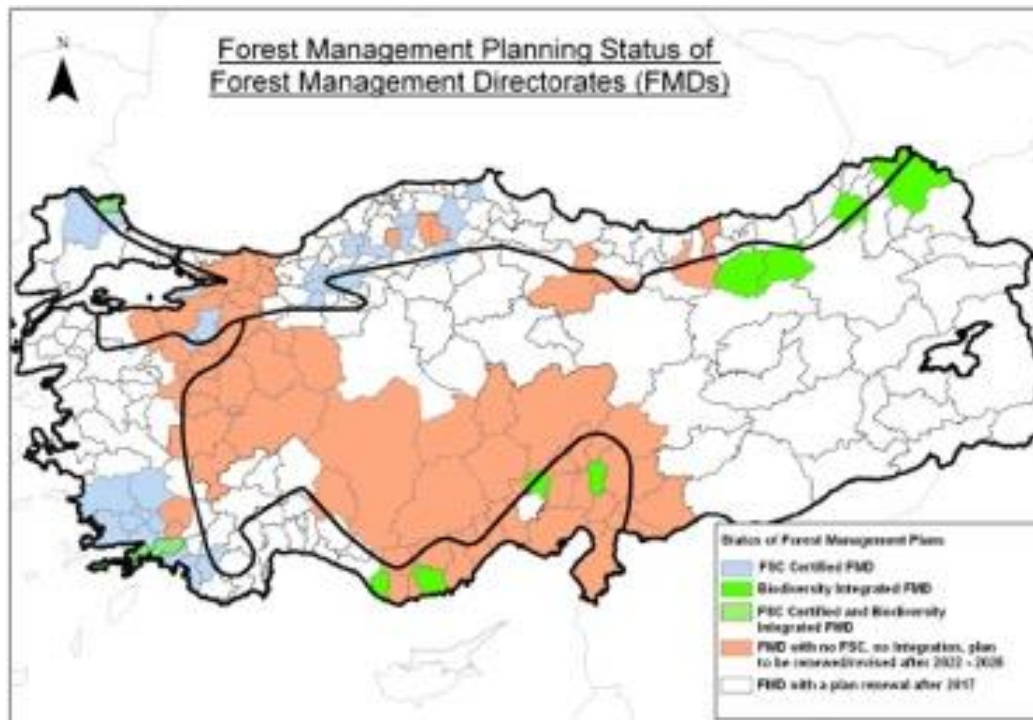 N
Forest Management Planning Status of
Forest Management Directorates (FMDs)
Status of Forest Management Plans
FSC Certified FMD
Biodiversity Integrated FMD
FSC Certified and Biodiversity
Integrated FMD
FMD with no FSC, no Integration, plan
to be renewed/revised after 2022 -
FMD with a plan renewal after 2017